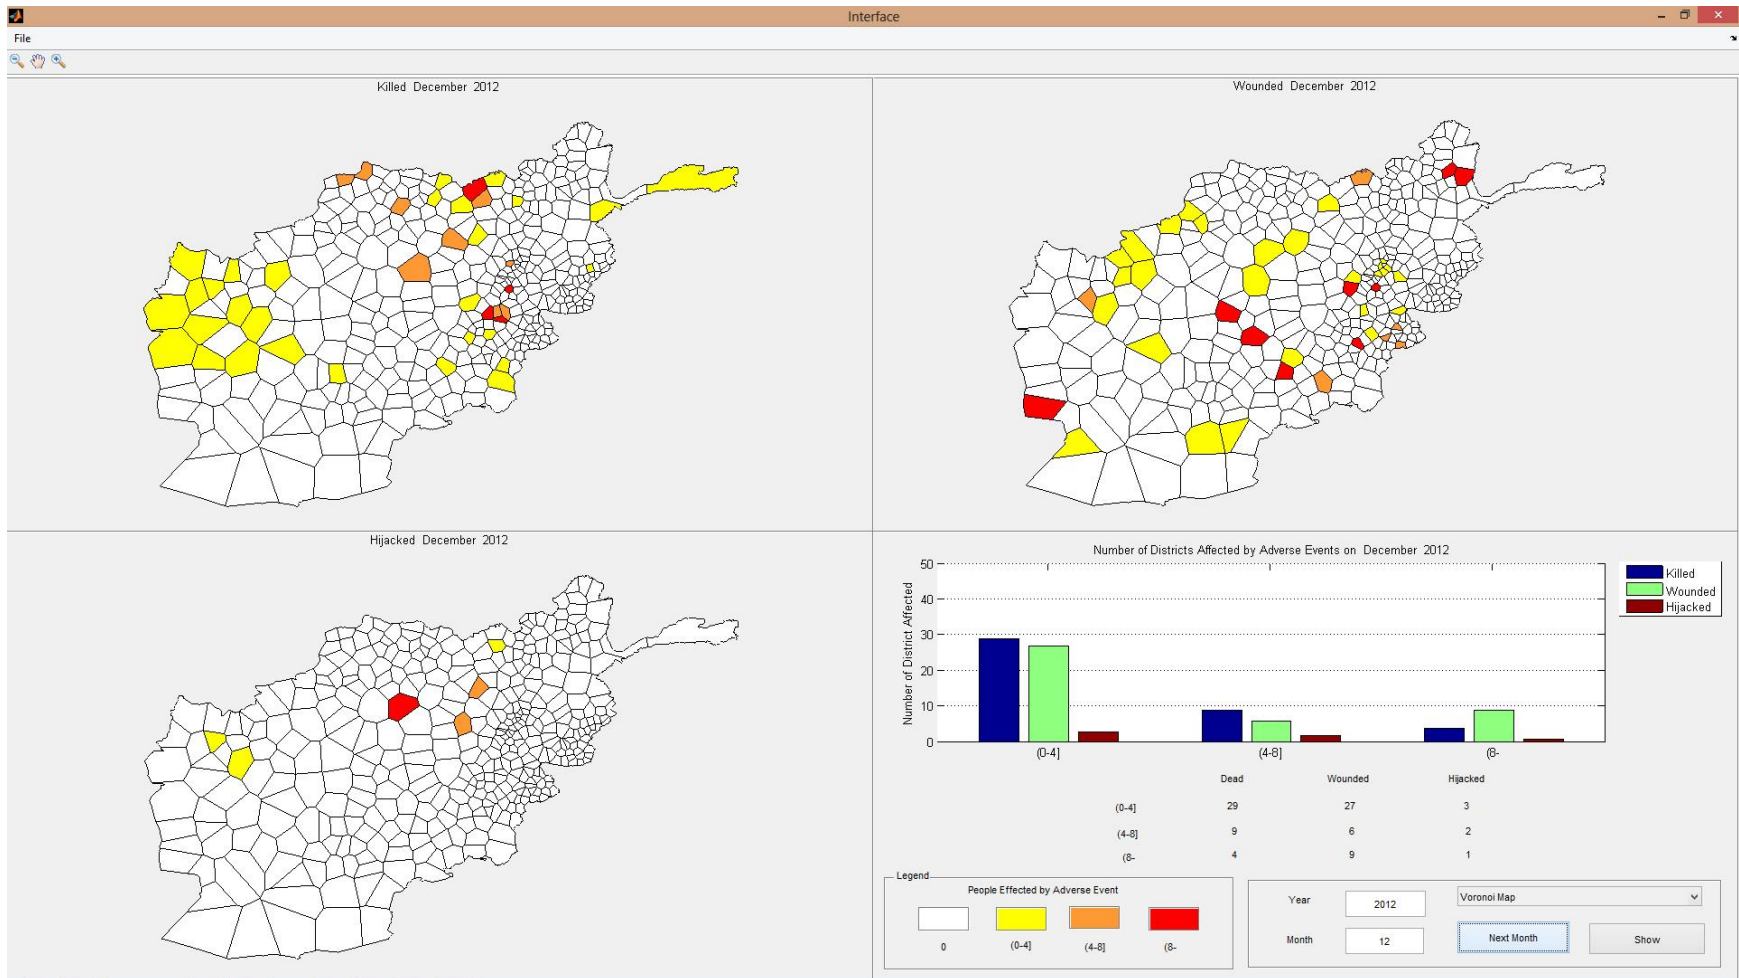 Interface
File
Killed December 2012
Wounded December 2012
Hijacked December 2012
Number of Districts Affected by Adverse Events on December 2012
Number of District Affected
50
40
30
20
10
0
(0-4] (4-8] (8-
Killed
Wounded
Hijacked
Dead Wounded Hijacked
(0-4] 29 27 3
(4-8] 9 6 2
(8- 4 9 1
Legend
People Effected by Adverse Event
0 (0-4] (4-8] (8-
Year 2012 Voronoi Map
Month 12 Next Month Show